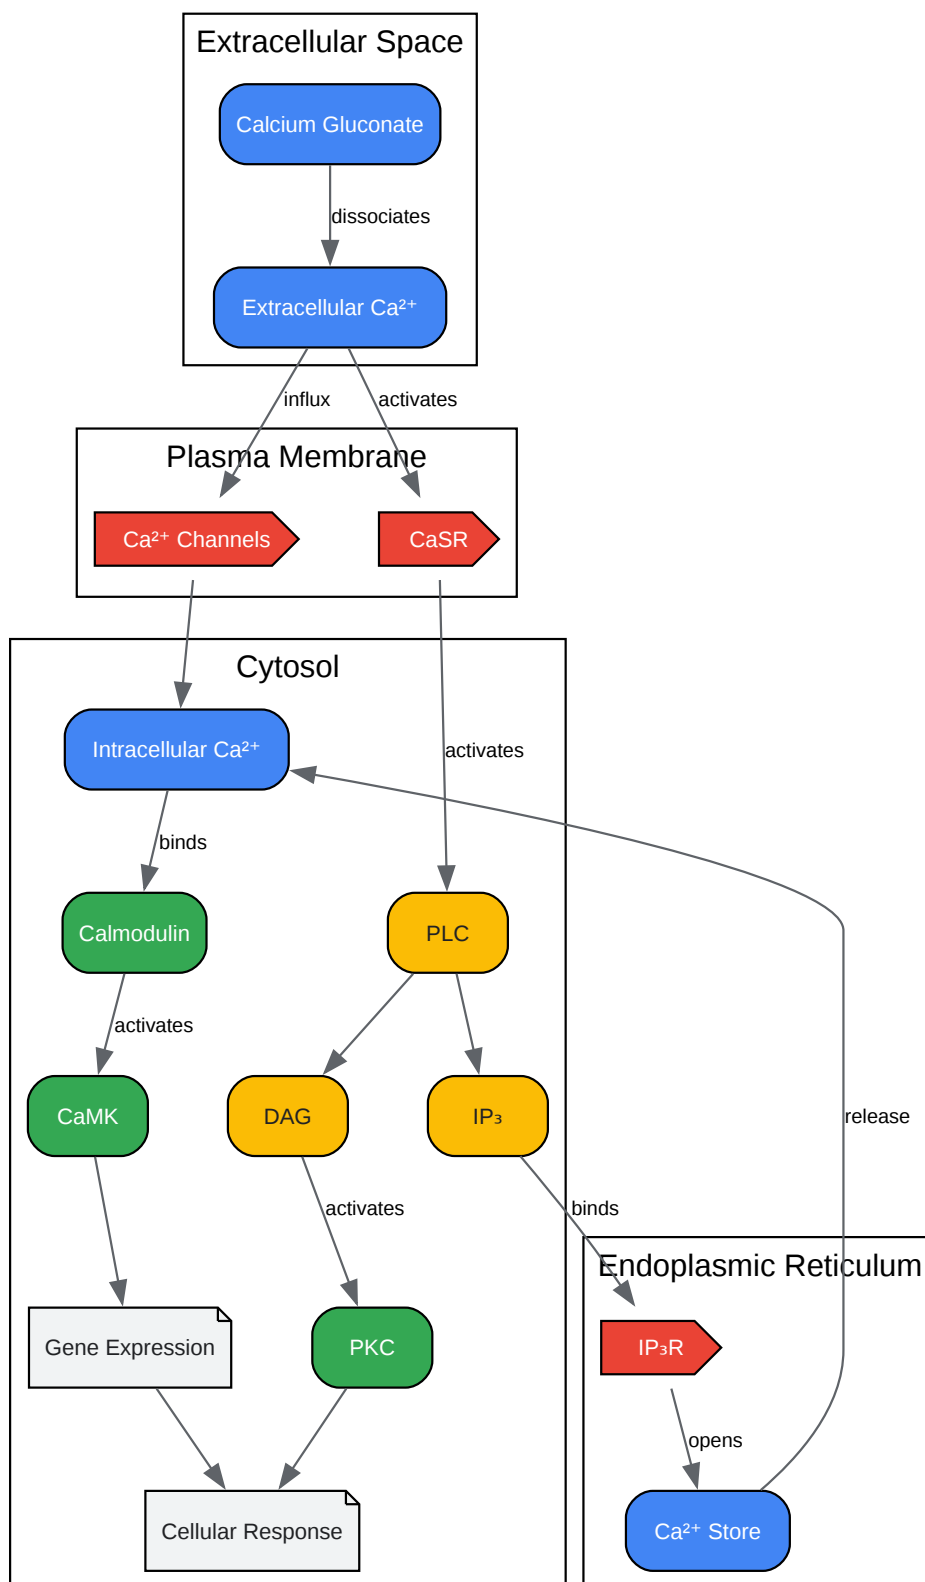 Extracellular Space
Calcium Gluconate
dissociates
Extracellular Ca²⁺
influx
activates
Plasma Membrane
Ca²⁺ Channels
CaSR
Cytosol
Intracellular Ca²⁺
activates
binds
Calmodulin
PLC
activates
CaMK
DAG
IP₃
release
activates
binds
Endoplasmic Reticulum
Gene Expression
PKC
IP₃R
opens
Cellular Response
Ca²⁺ Store